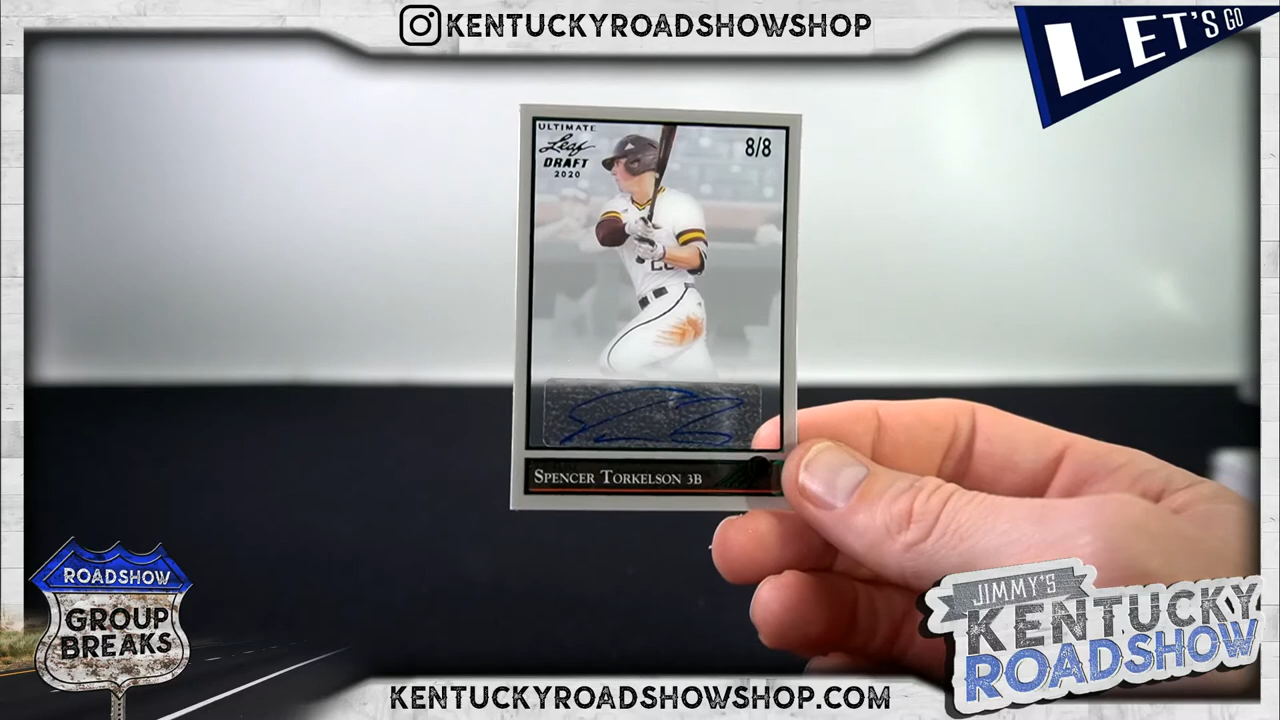 KENTUCKYROADSHOWSHOP
LET'S GO
ULTIMATE
Leaf
DRAFT
2020
8/8
SPENCER TORKELSON 3B
ROADSHOW
GROUP
BREAKS
JIMMY'S
KENTUCKY
ROADSHOW
KENTUCKYROADSHOWSHOP.COM